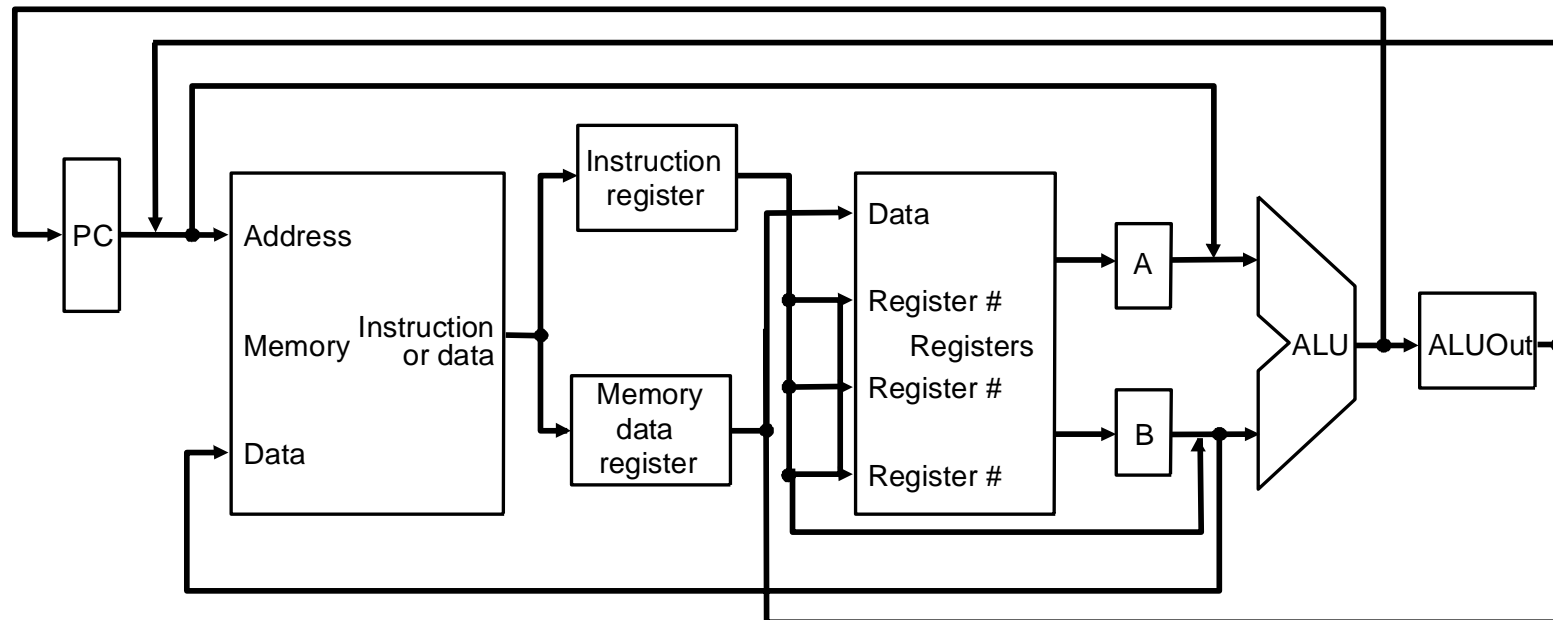 PC
Address
Memory
Instruction
or data
Data
Instruction
register
Memory
data
register
Data
Register #
Registers
Register #
Register #
A
B
ALU
ALUOut